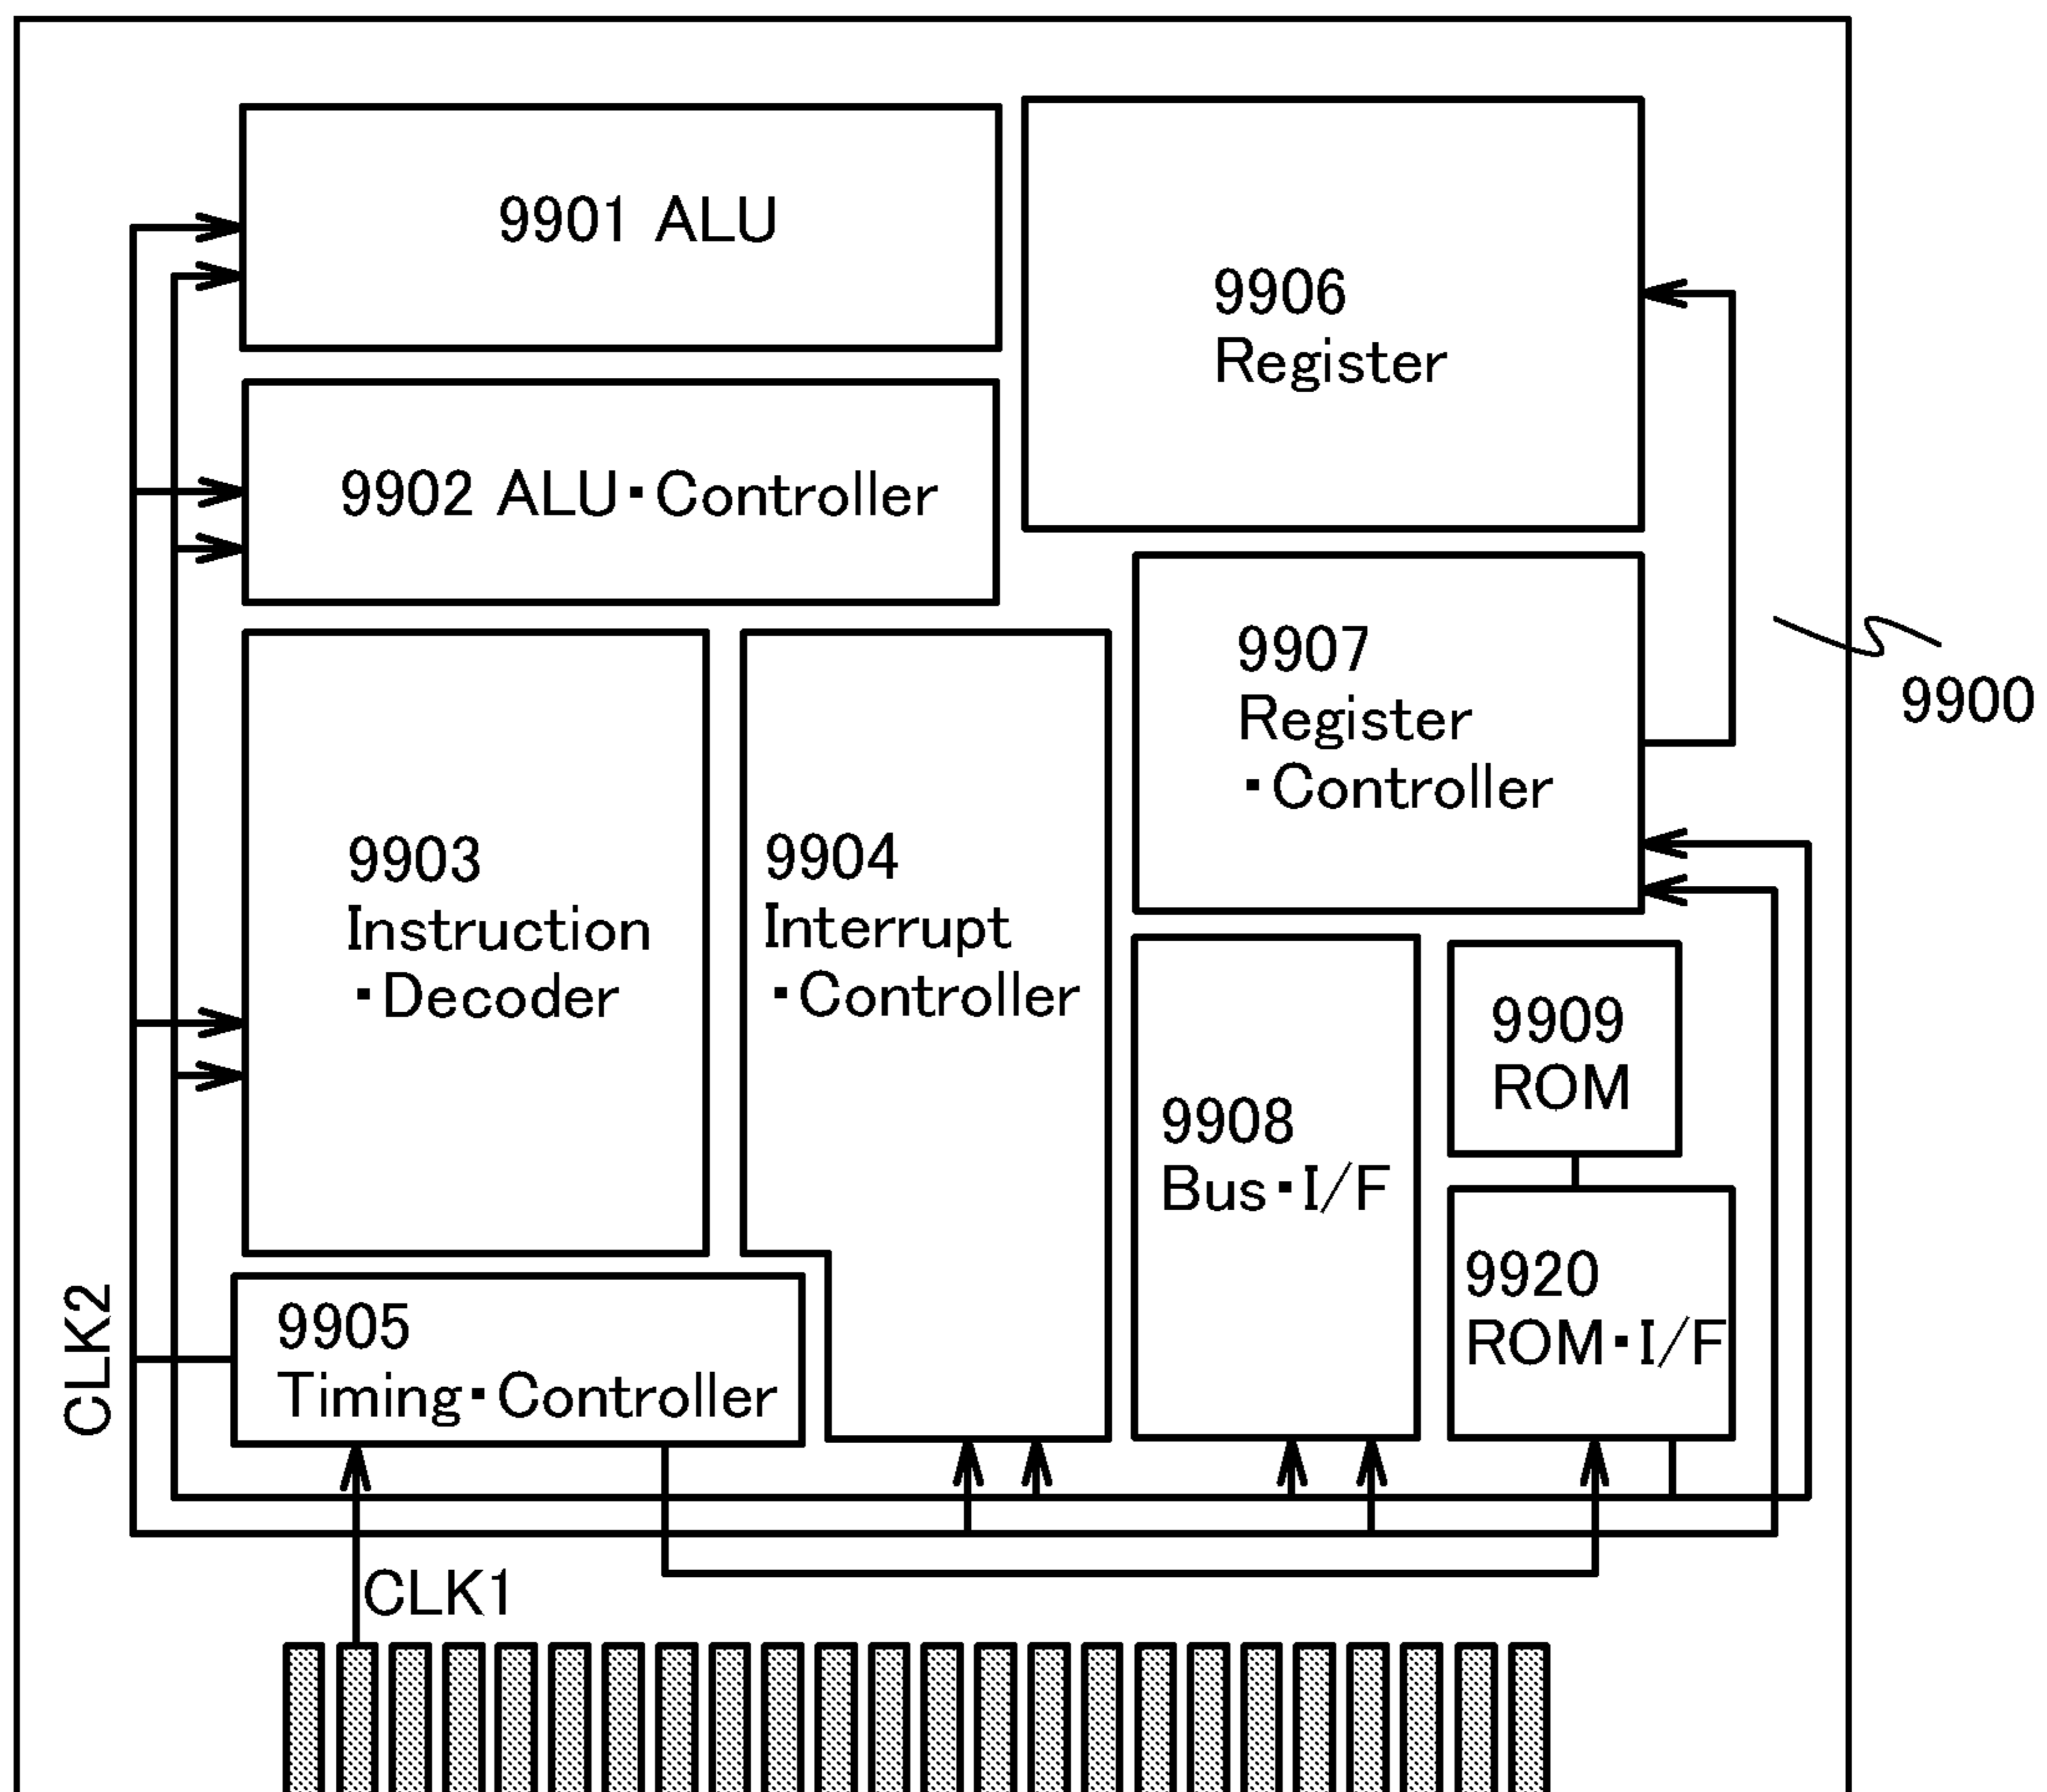 9901 ALU
9906
Register
9902 ALU・Controller
9907
Register
・Controller
9900
9903
Instruction
・Decoder
9904
Interrupt
・Controller
9909
ROM
9908
Bus・I/F
9920
ROM・I/F
9905
Timing・Controller
CLK2
CLK1